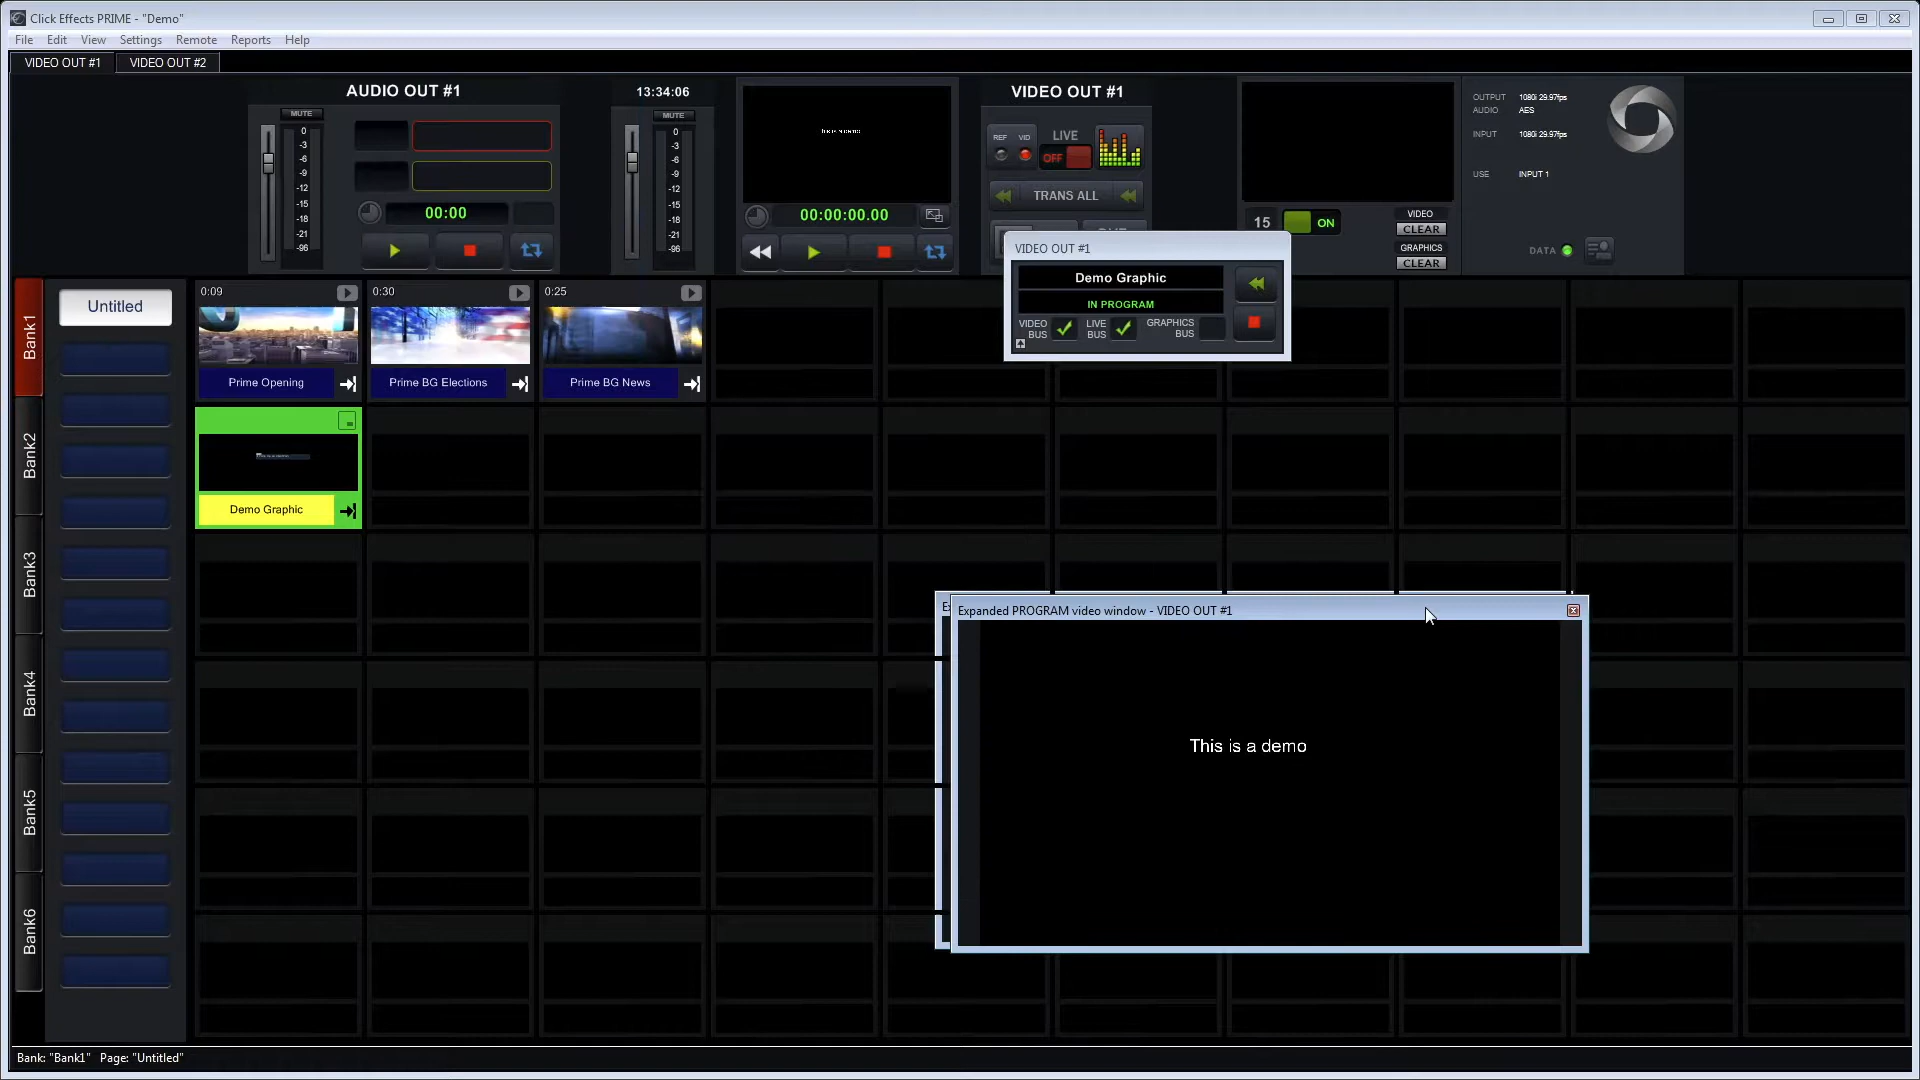 Click Effects PRIME - "Demo"
File Edit View Settings Remote Reports Help
VIDEO OUT #1 VIDEO OUT #2
AUDIO OUT #1
MUTE
0
-3
-6
-9
-12
-15
-18
-21
-96
00:00
13:34:06
MUTE
0
-3
-6
-9
-12
-15
-18
-21
-96
This is a demo
00:00:00.00
VIDEO OUT #1
REF VID LIVE
OFF
TRANS ALL
15 ON
VIDEO
CLEAR
GRAPHICS
CLEAR
OUTPUT 1080i 29.97fps
AUDIO AES
INPUT 1080i 29.97fps
USE INPUT 1
DATA
VIDEO OUT #1
Demo Graphic
IN PROGRAM
VIDEO BUS LIVE BUS GRAPHICS BUS
Bank1
Bank2
Bank3
Bank4
Bank5
Bank6
Untitled
0:09 0:30 0:25
Prime Opening Prime BG Elections Prime BG News
Demo Graphic
Expanded PROGRAM video window - VIDEO OUT #1
This is a demo
Bank: "Bank1" Page: "Untitled"